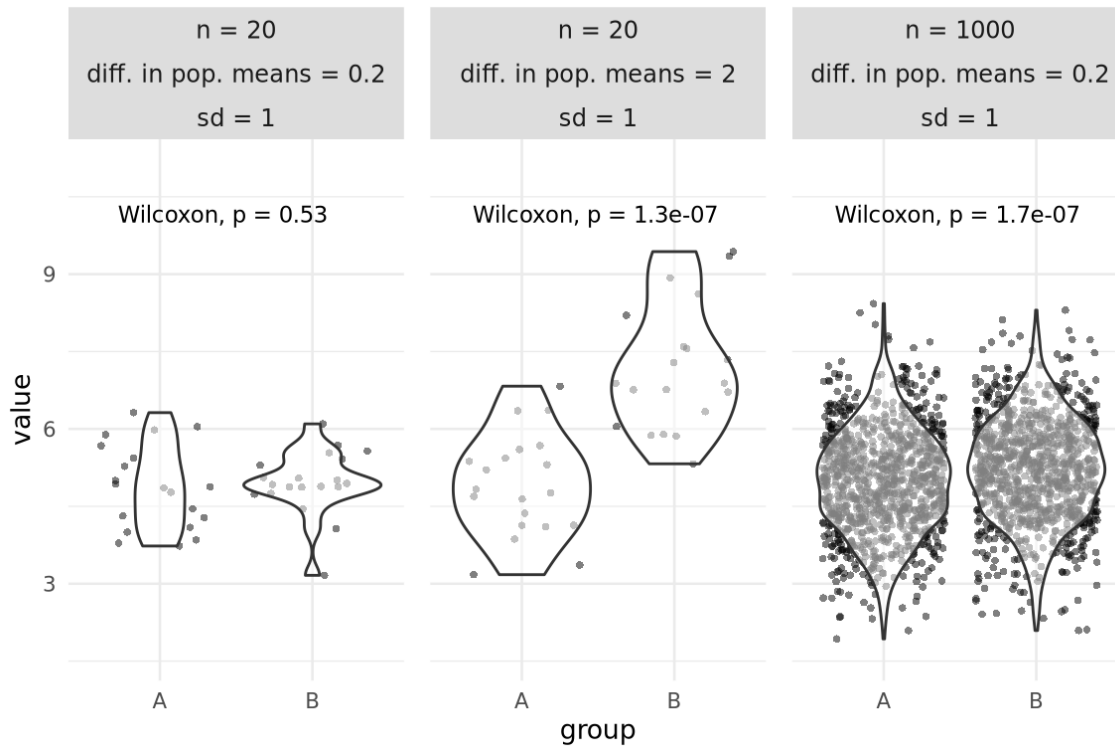 n = 20
diff. in pop. means = 0.2
sd = 1
n = 20
diff. in pop. means = 2
sd = 1
n = 1000
diff. in pop. means = 0.2
sd = 1
Wilcoxon, p = 0.53
Wilcoxon, p = 1.3e-07
Wilcoxon, p = 1.7e-07
9
6
3
value
A
B
A
B
A
B
group